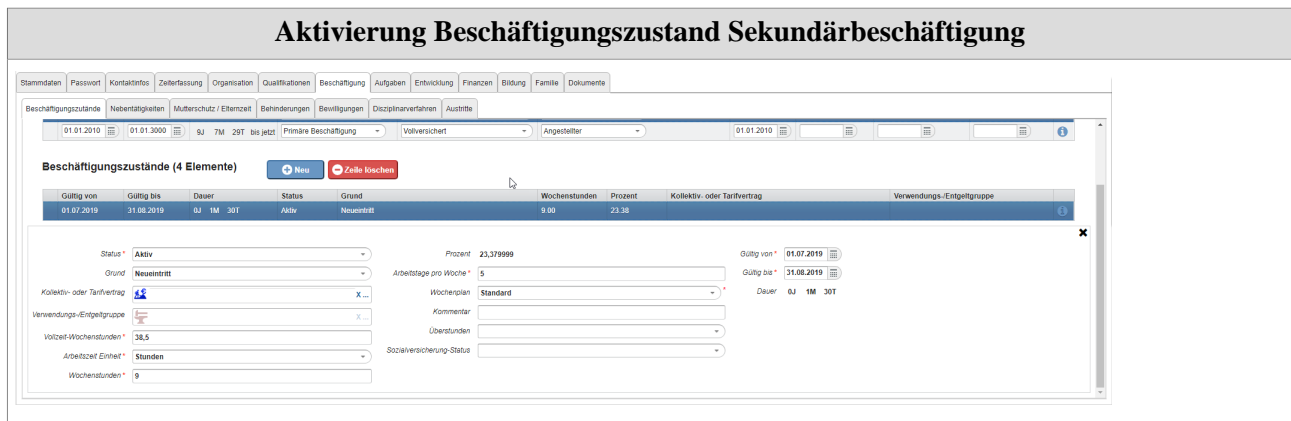 Aktivierung Beschäftigungszustand Sekundärbeschäftigung
Stammdaten Passwort Kontaktinfos Zeiterfassung Organisation Qualifikationen Beschäftigung Aufgaben Entwicklung Finanzen Bildung Familie Dokumente
Beschäftigungszutände Nebentätigkeiten Mutterschutz / Elternzeit Behinderungen Bewilligungen Disziplinarverfahren Austritte
01.01.2010 01.01.3000 9J 7M 29T bis jetzt Primäre Beschäftigung Vollversichert Angestellter 01.01.2010
Beschäftigungszustände (4 Elemente) Neu Zeile löschen
Gültig von Gültig bis Dauer Status Grund Wochenstunden Prozent Kollektiv- oder Tarifvertrag Verwendungs-/Entgeltgruppe
01.07.2019 31.08.2019 0J 1M 30T Aktiv Neueintritt 9.00 23.38
Status * Aktiv Prozent 23,379999 Gültig von * 01.07.2019
Grund Neueintritt Arbeitstage pro Woche * 5 Gültig bis * 31.08.2019
Kollektiv- oder Tarifvertrag X ... Wochenplan Standard * Dauer 0J 1M 30T
Verwendungs-/Entgeltgruppe X ... Kommentar
Vollzeit-Wochenstunden * 38,5 Überstunden
Arbeitszeit Einheit * Stunden Sozialversicherung-Status
Wochenstunden * 9